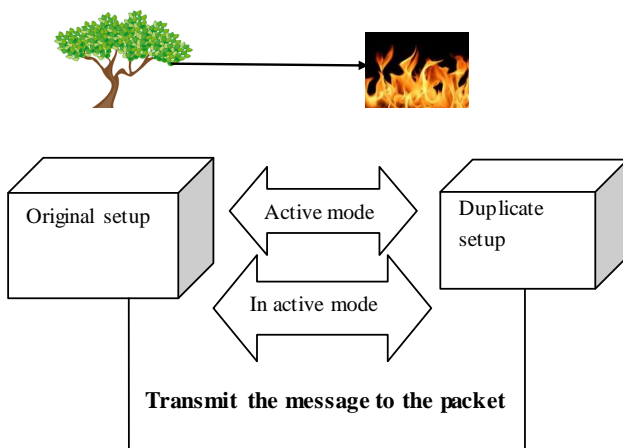 Original setup
Active mode
Duplicate
setup
In active mode
Transmit the message to the packet